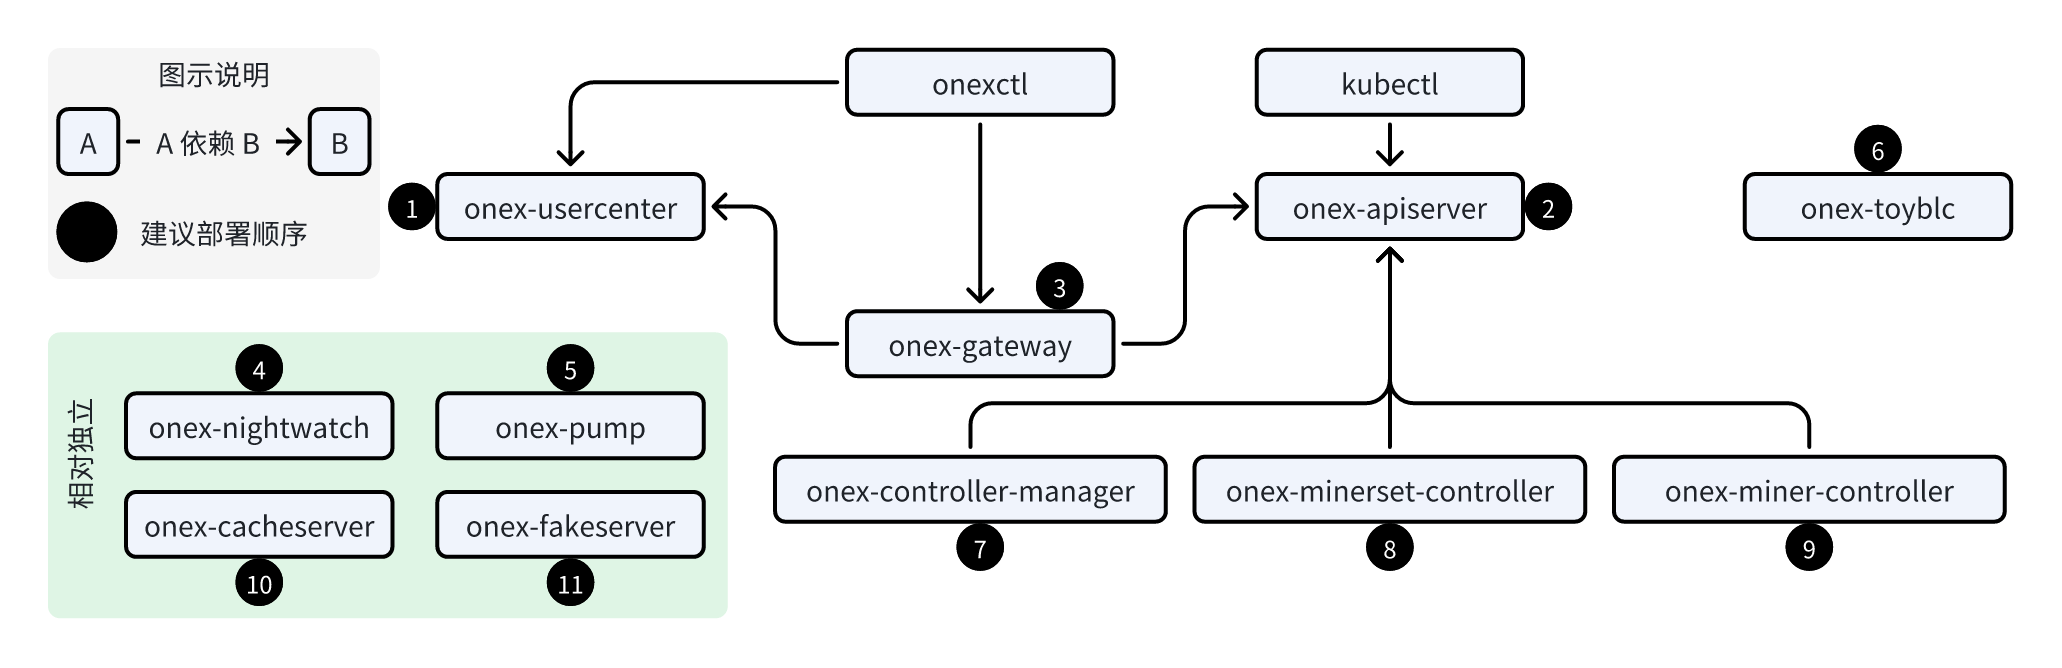 图示说明
A
A 依赖 B
B
建议部署顺序
onexctl
kubectl
1
onex-usercenter
onex-apiserver
2
6
onex-toyblc
3
onex-gateway
相对独立
4
onex-nightwatch
5
onex-pump
onex-cacheserver
10
onex-fakeserver
11
onex-controller-manager
7
onex-minerset-controller
8
onex-miner-controller
9